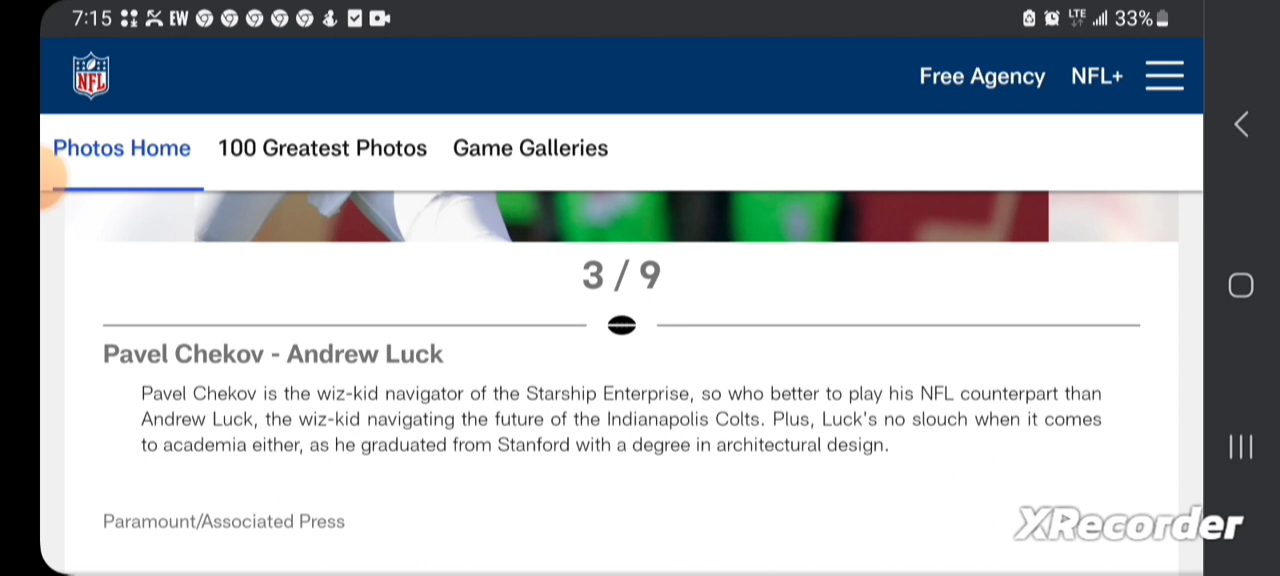 7:15 EW LTE 33%
NFL Free Agency NFL+
Photos Home 100 Greatest Photos Game Galleries
3 / 9
Pavel Chekov - Andrew Luck
Pavel Chekov is the wiz-kid navigator of the Starship Enterprise, so who better to play his NFL counterpart than
Andrew Luck, the wiz-kid navigating the future of the Indianapolis Colts. Plus, Luck's no slouch when it comes
to academia either, as he graduated from Stanford with a degree in architectural design.
Paramount/Associated Press
XRecorder